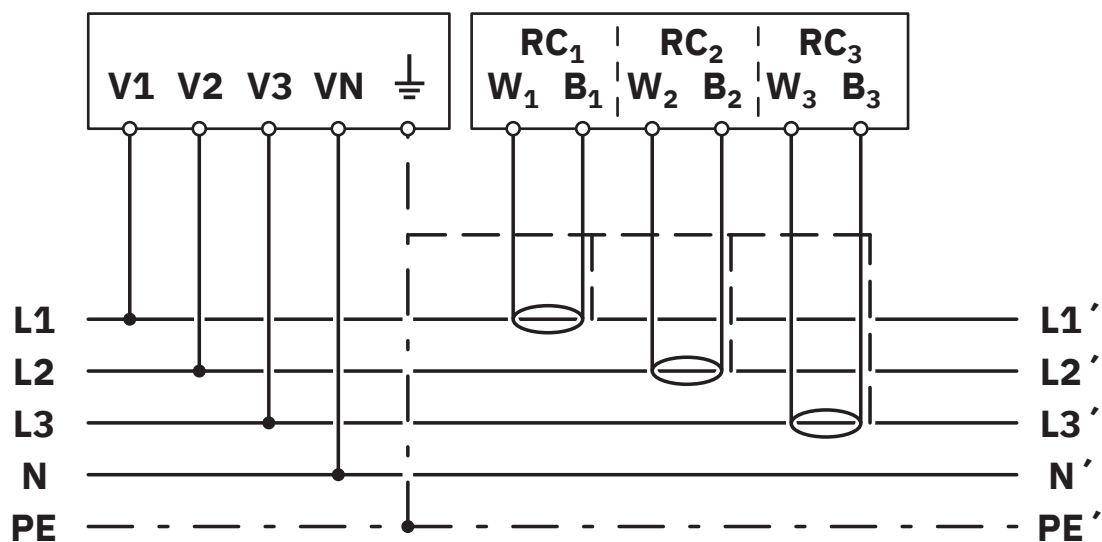 RC₁ RC₂ RC₃
V1 V2 V3 VN W₁ B₁ W₂ B₂ W₃ B₃
L1 L1´
L2 L2´
L3 L3´
N N´
PE PE´